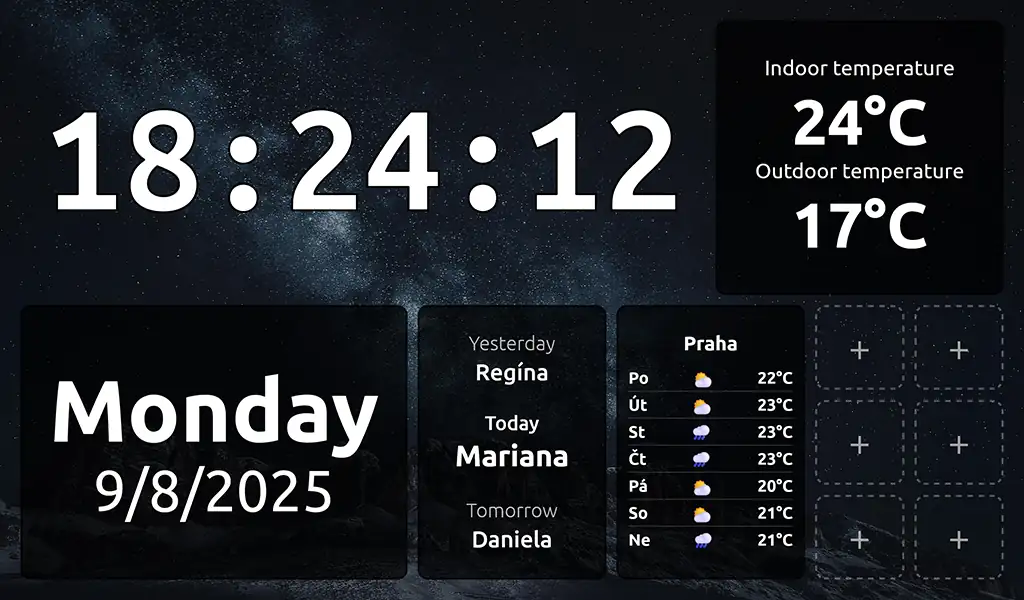 18:24:12
Indoor temperature
24°C
Outdoor temperature
17°C
Monday
9/8/2025
Yesterday
Regína
Today
Mariana
Tomorrow
Daniela
Praha
Po 22°C
Út 23°C
St 23°C
Čt 23°C
Pá 20°C
So 21°C
Ne 21°C
+ +
+ +
+ +